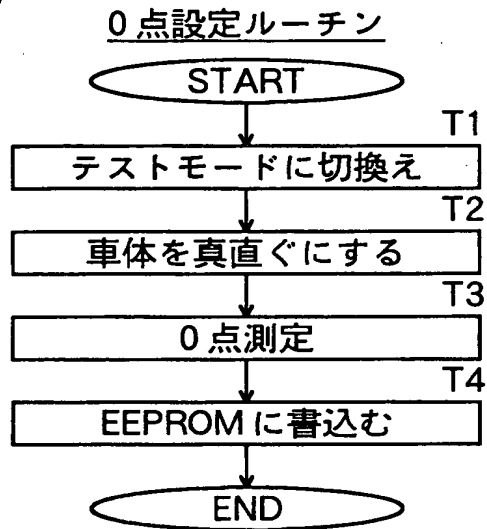 0点設定ルーチン
START
T1
テストモードに切換え
T2
車体を真直ぐにする
T3
0点測定
T4
EEPROMに書込む
END